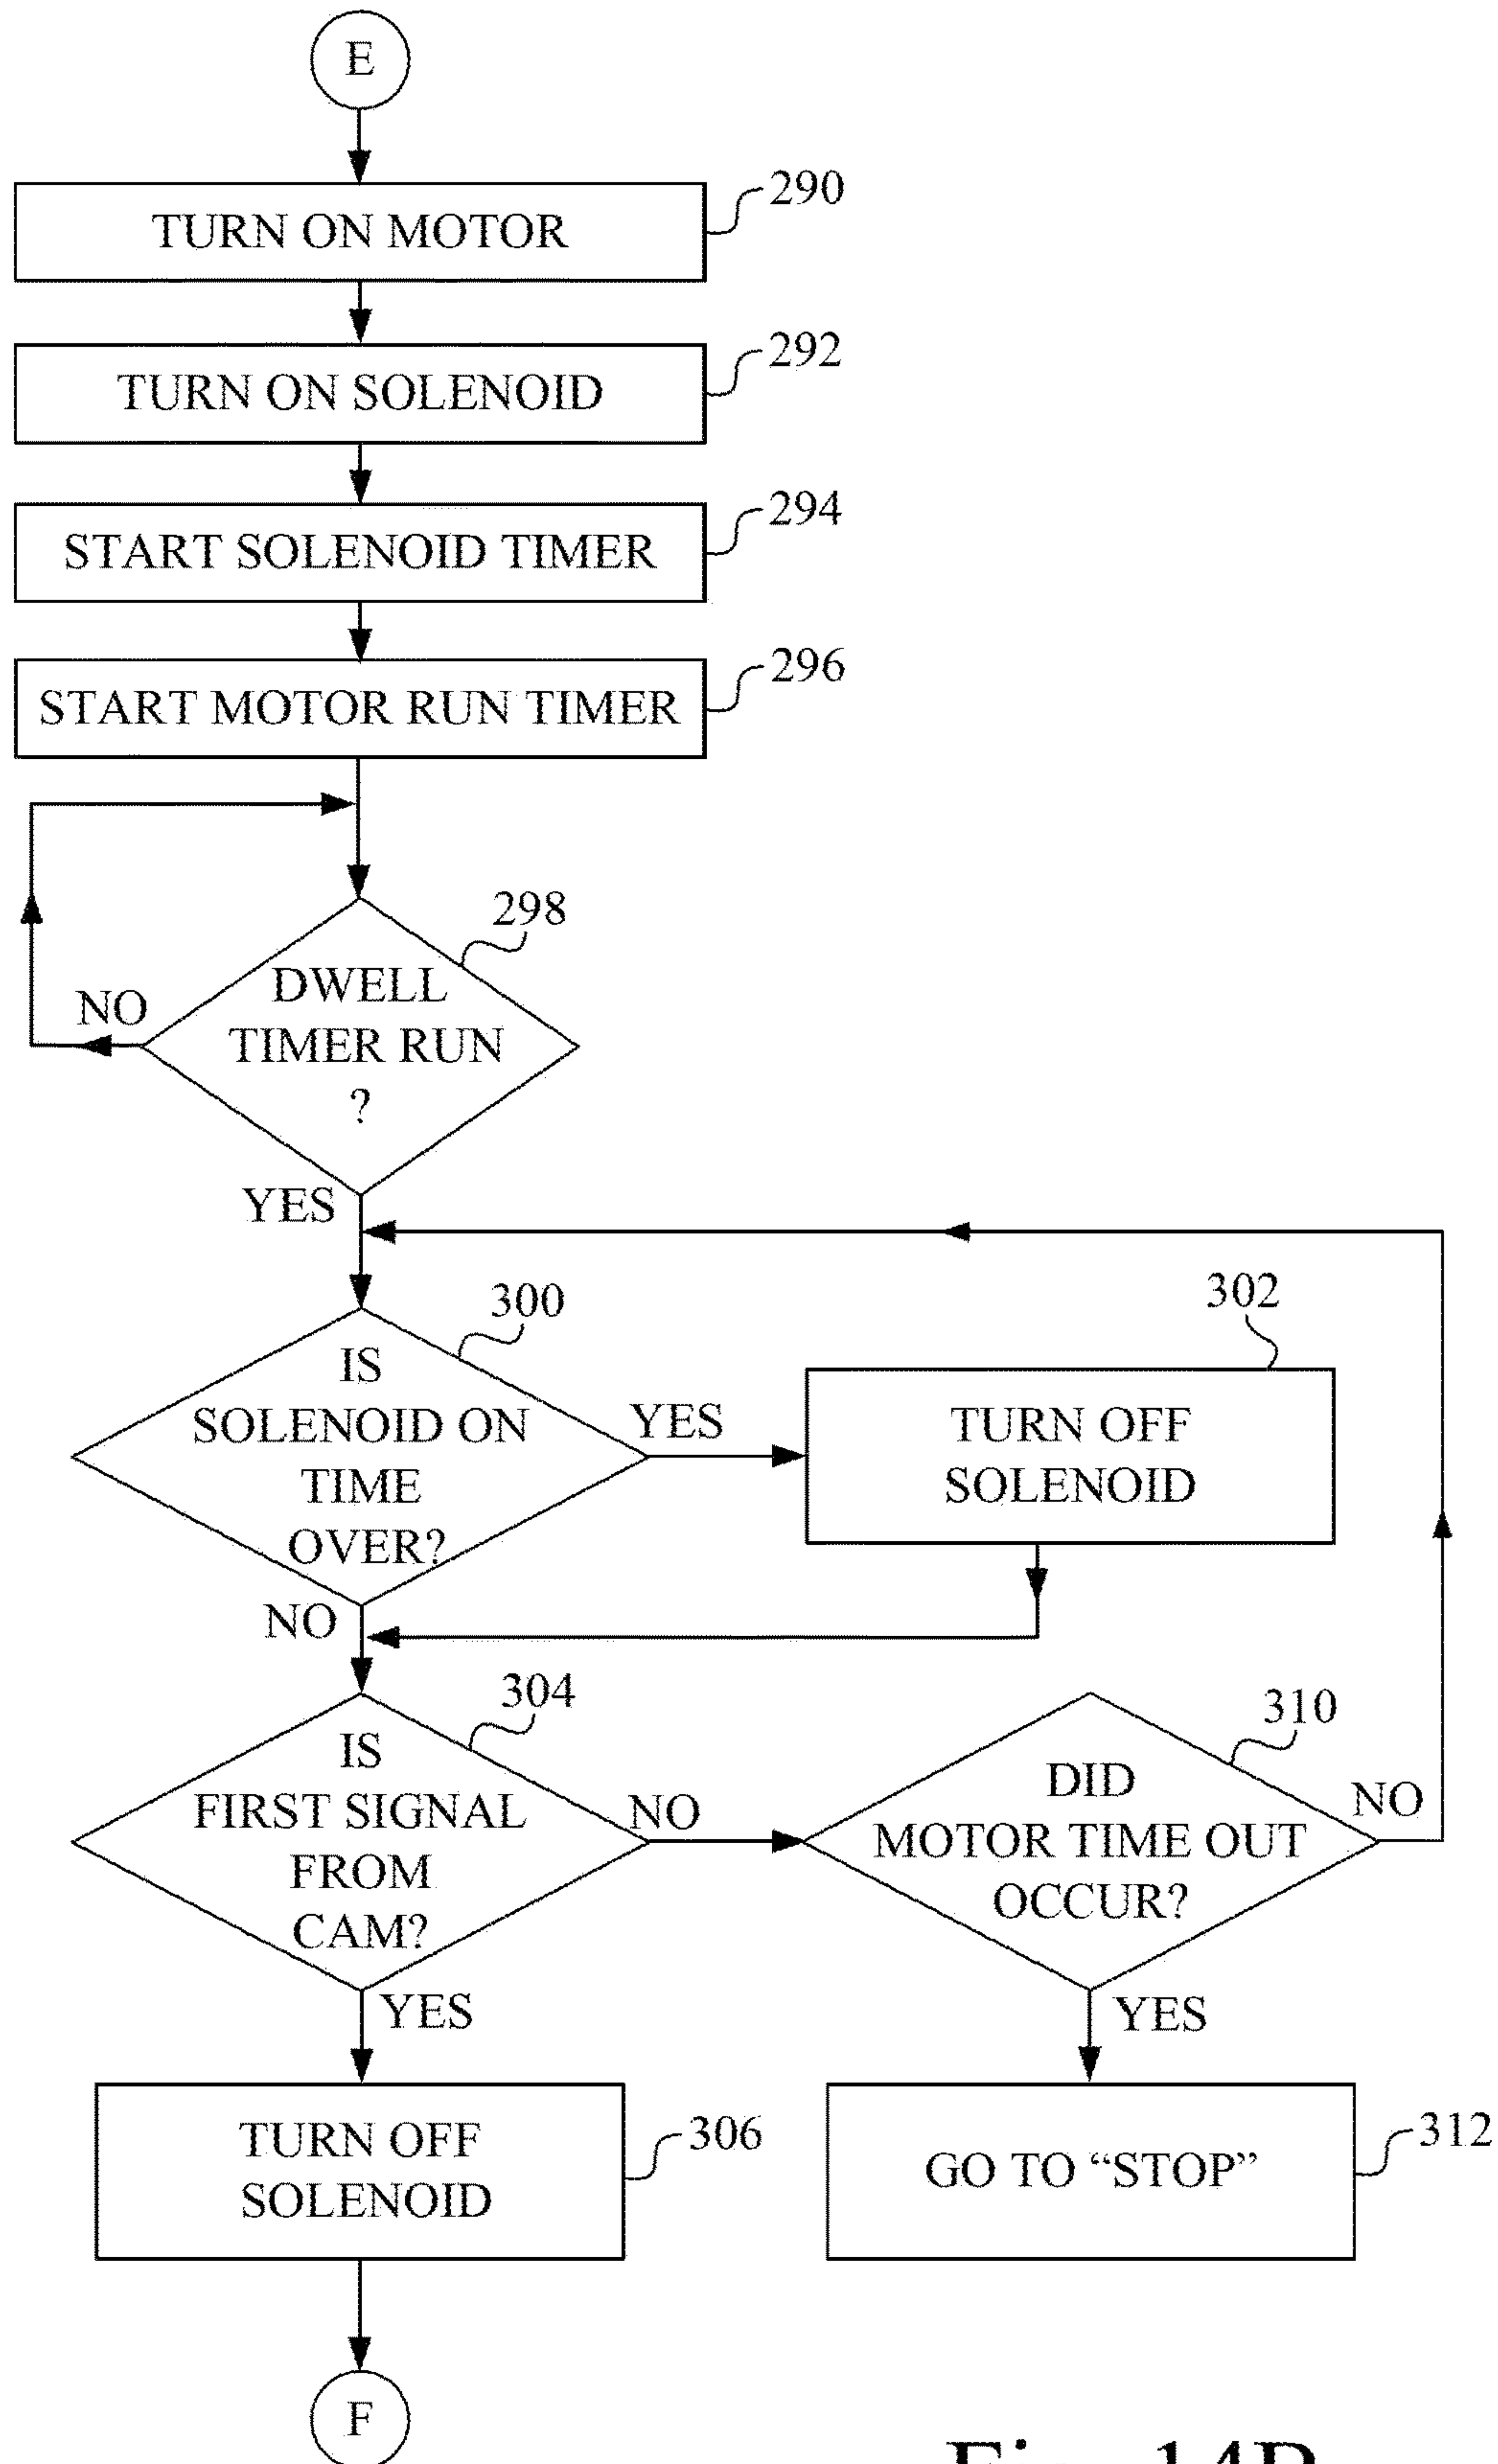 E
TURN ON MOTOR
290
TURN ON SOLENOID
292
START SOLENOID TIMER
294
START MOTOR RUN TIMER
296
298
DWELL
TIMER RUN
?
NO
YES
300
IS
SOLENOID ON
TIME
OVER?
YES
302
TURN OFF
SOLENOID
NO
304
IS
FIRST SIGNAL
FROM
CAM?
NO
310
DID
MOTOR TIME OUT
OCCUR?
NO
YES
YES
TURN OFF
SOLENOID
306
GO TO “STOP”
312
F